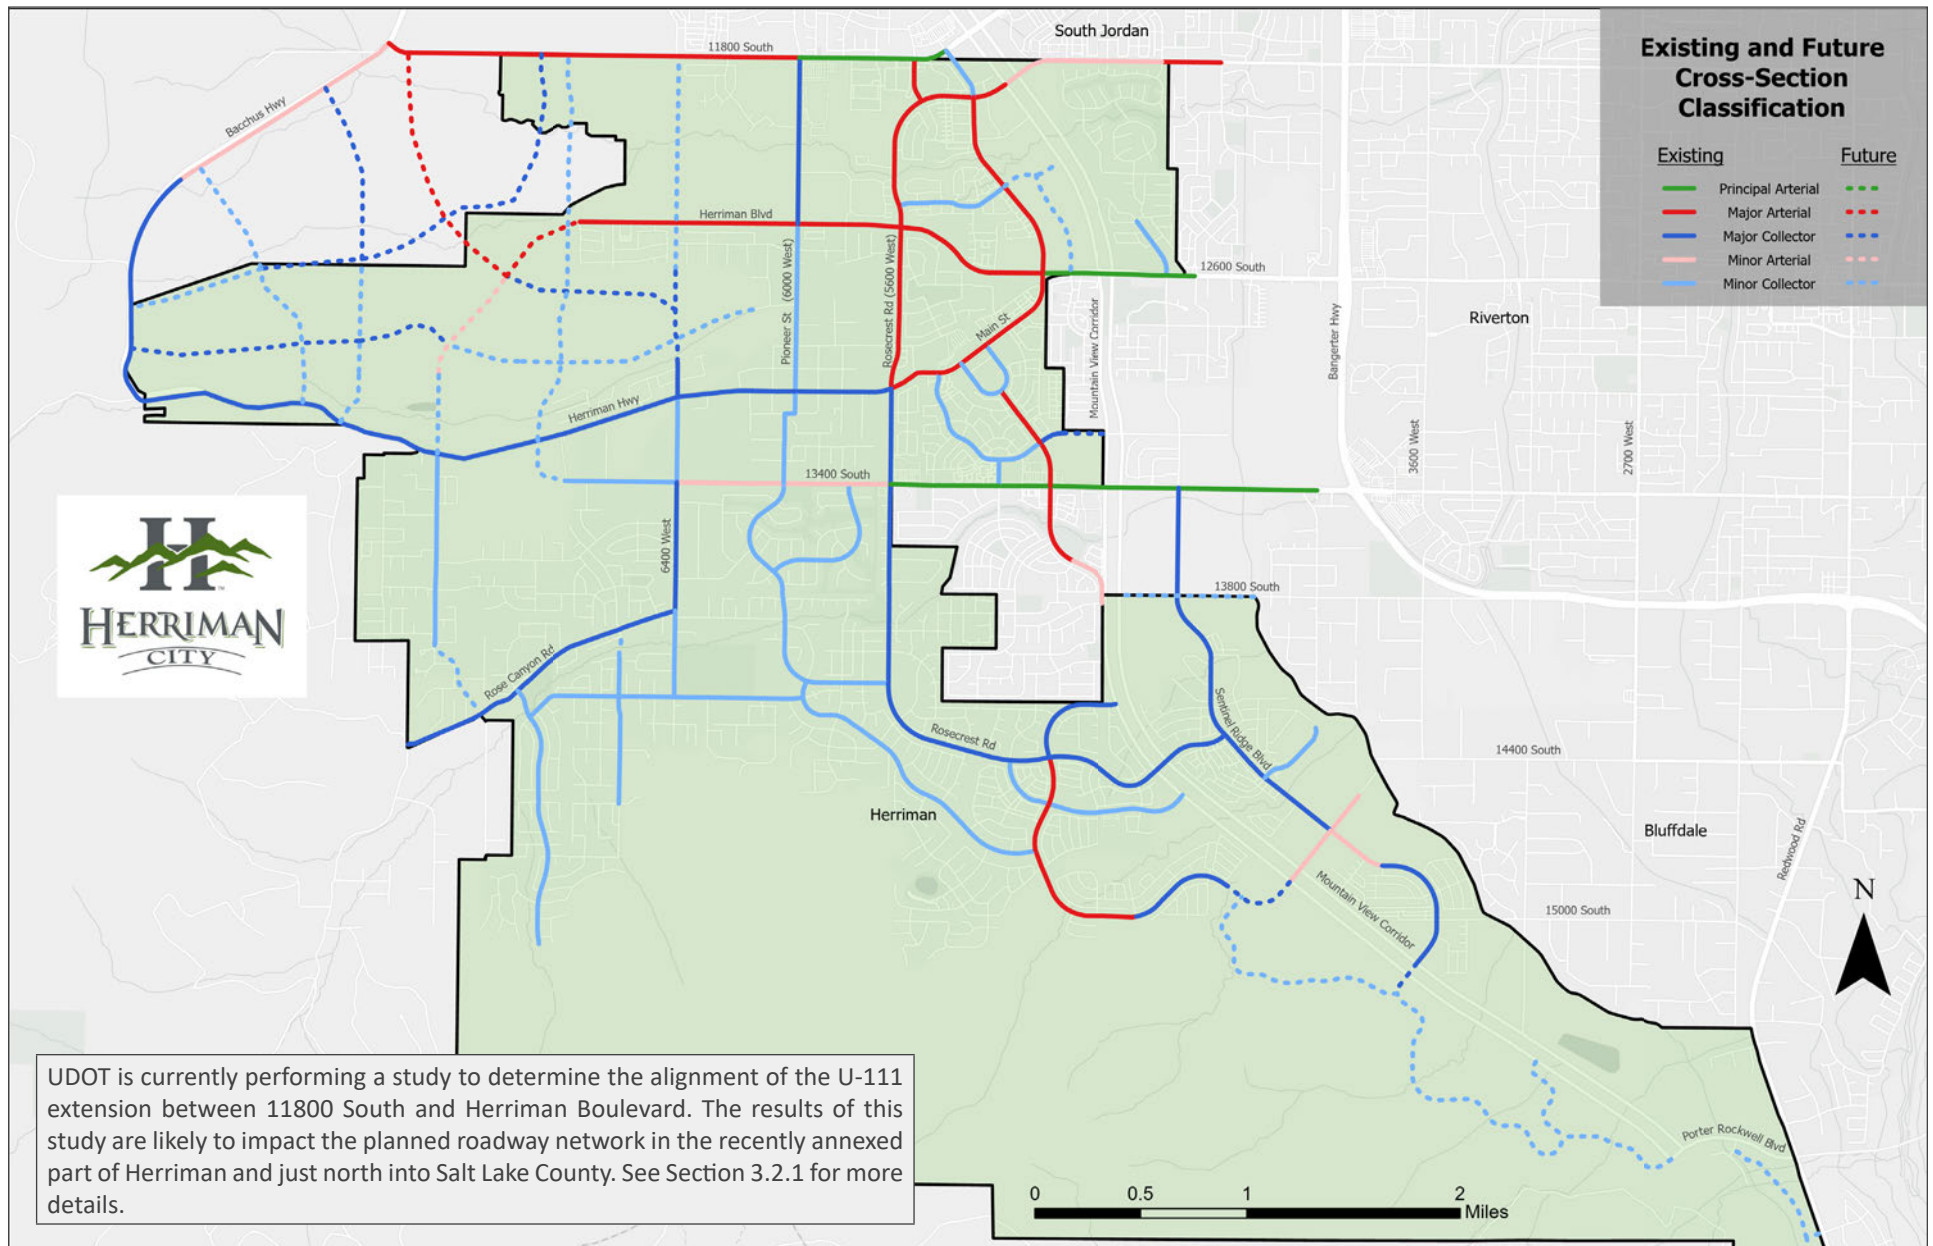 South Jordan
11800 South
Existing and Future
Cross-Section
Classification
Existing
Future
Principal Arterial
Major Arterial
Major Collector
Minor Arterial
Minor Collector
Bacchus Hwy
Herriman Blvd
Pioneer St (6000 West)
Rosecrest Rd (5600 West)
12600 South
Main St
Mountain View Corridor
Bangerter Hwy
Riverton
Herriman Hwy
3600 West
2700 West
13400 South
H
TM
HERRIMAN
CITY
6400 West
13800 South
Rose Canyon Rd
Rosecrest Rd
Sentinel Ridge Blvd
14400 South
Herriman
Bluffdale
Redwood Rd
Mountain View Corridor
15000 South
N
UDOT is currently performing a study to determine the alignment of the U-111
extension between 11800 South and Herriman Boulevard. The results of this
study are likely to impact the planned roadway network in the recently annexed
part of Herriman and just north into Salt Lake County. See Section 3.2.1 for more
details.
Porter Rockwell Blvd
0 0.5 1 2
Miles